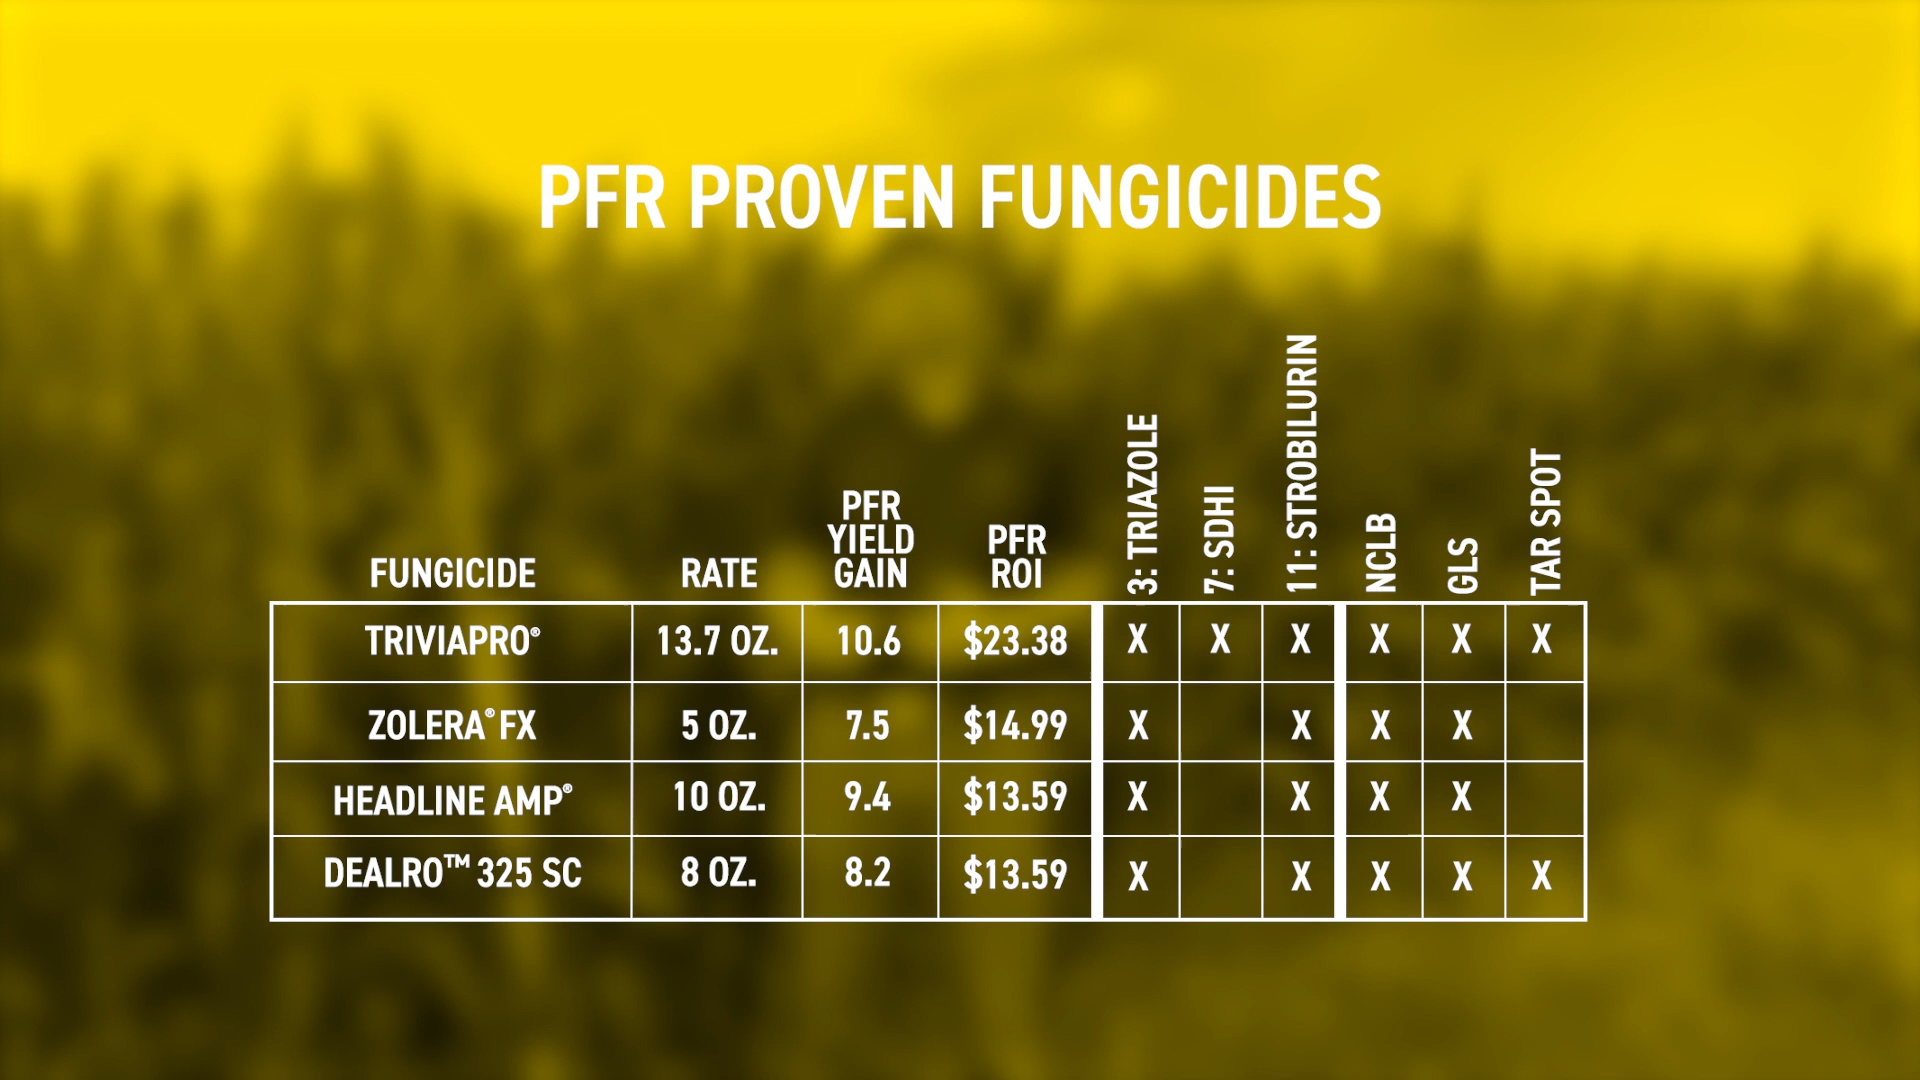 PFR PROVEN FUNGICIDES
FUNGICIDE RATE PFR YIELD GAIN PFR ROI 3: TRIAZOLE 7: SDHI 11: STROBILURIN NCLB GLS TAR SPOT
TRIVIAPRO® 13.7 OZ. 10.6 $23.38 X X X X X X
ZOLERA® FX 5 OZ. 7.5 $14.99 X X X X
HEADLINE AMP® 10 OZ. 9.4 $13.59 X X X X
DEALRO™ 325 SC 8 OZ. 8.2 $13.59 X X X X X